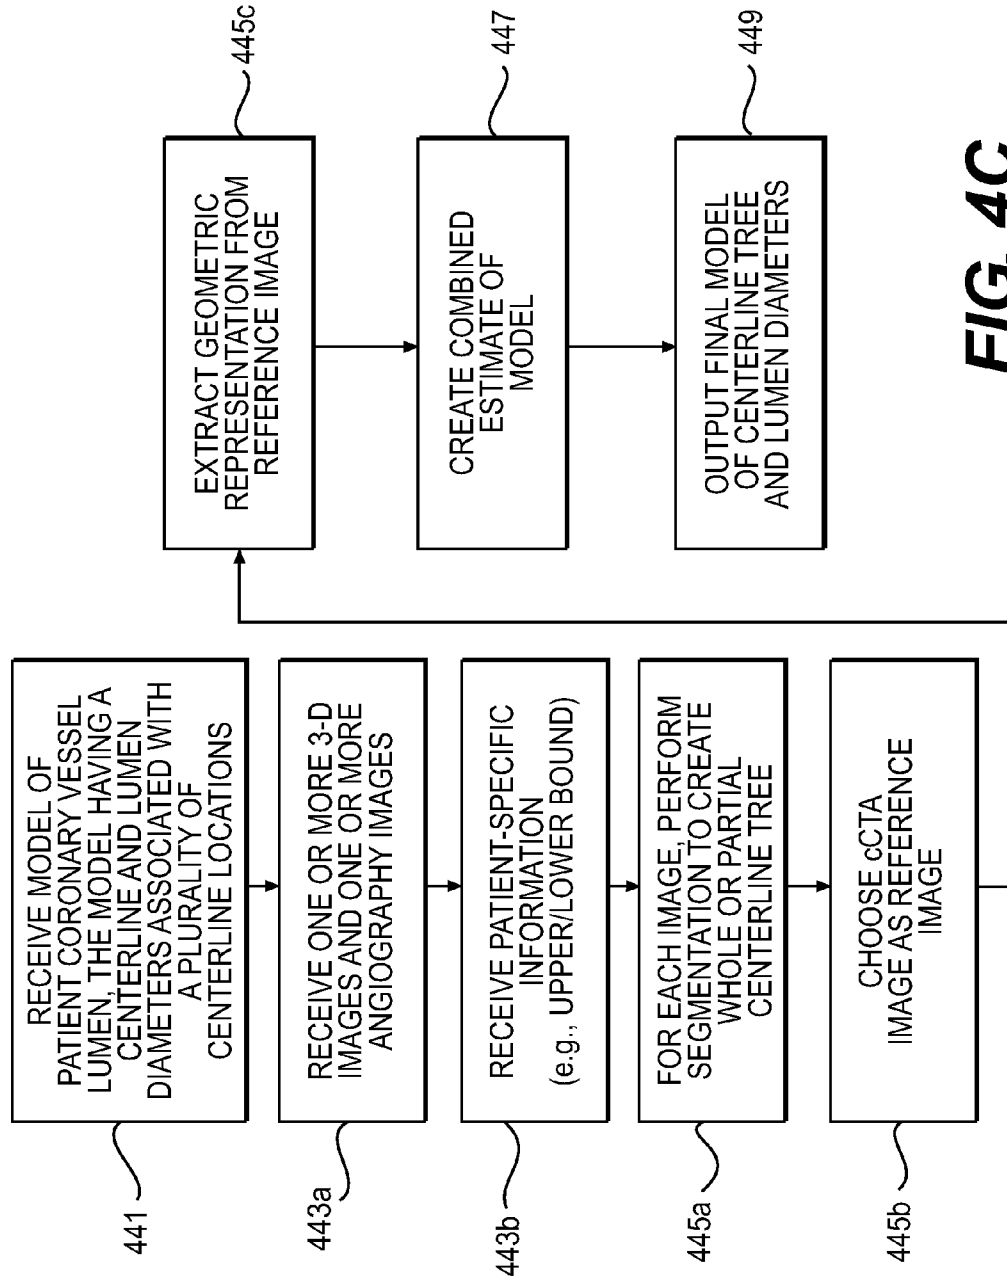 RECEIVE MODEL OF
PATIENT CORONARY VESSEL
LUMEN, THE MODEL HAVING A
CENTERLINE AND LUMEN
DIAMETERS ASSOCIATED WITH
A PLURALITY OF
CENTERLINE LOCATIONS
441
RECEIVE ONE OR MORE 3-D
IMAGES AND ONE OR MORE
ANGIOGRAPHY IMAGES
443a
RECEIVE PATIENT-SPECIFIC
INFORMATION
(e.g., UPPER/LOWER BOUND)
443b
FOR EACH IMAGE, PERFORM
SEGMENTATION TO CREATE
WHOLE OR PARTIAL
CENTERLINE TREE
445a
CHOOSE cCTA
IMAGE AS REFERENCE
IMAGE
445b
EXTRACT GEOMETRIC
REPRESENTATION FROM
REFERENCE IMAGE
445c
CREATE COMBINED
ESTIMATE OF
MODEL
447
OUTPUT FINAL MODEL
OF CENTERLINE TREE
AND LUMEN DIAMETERS
449
FIG. 4C